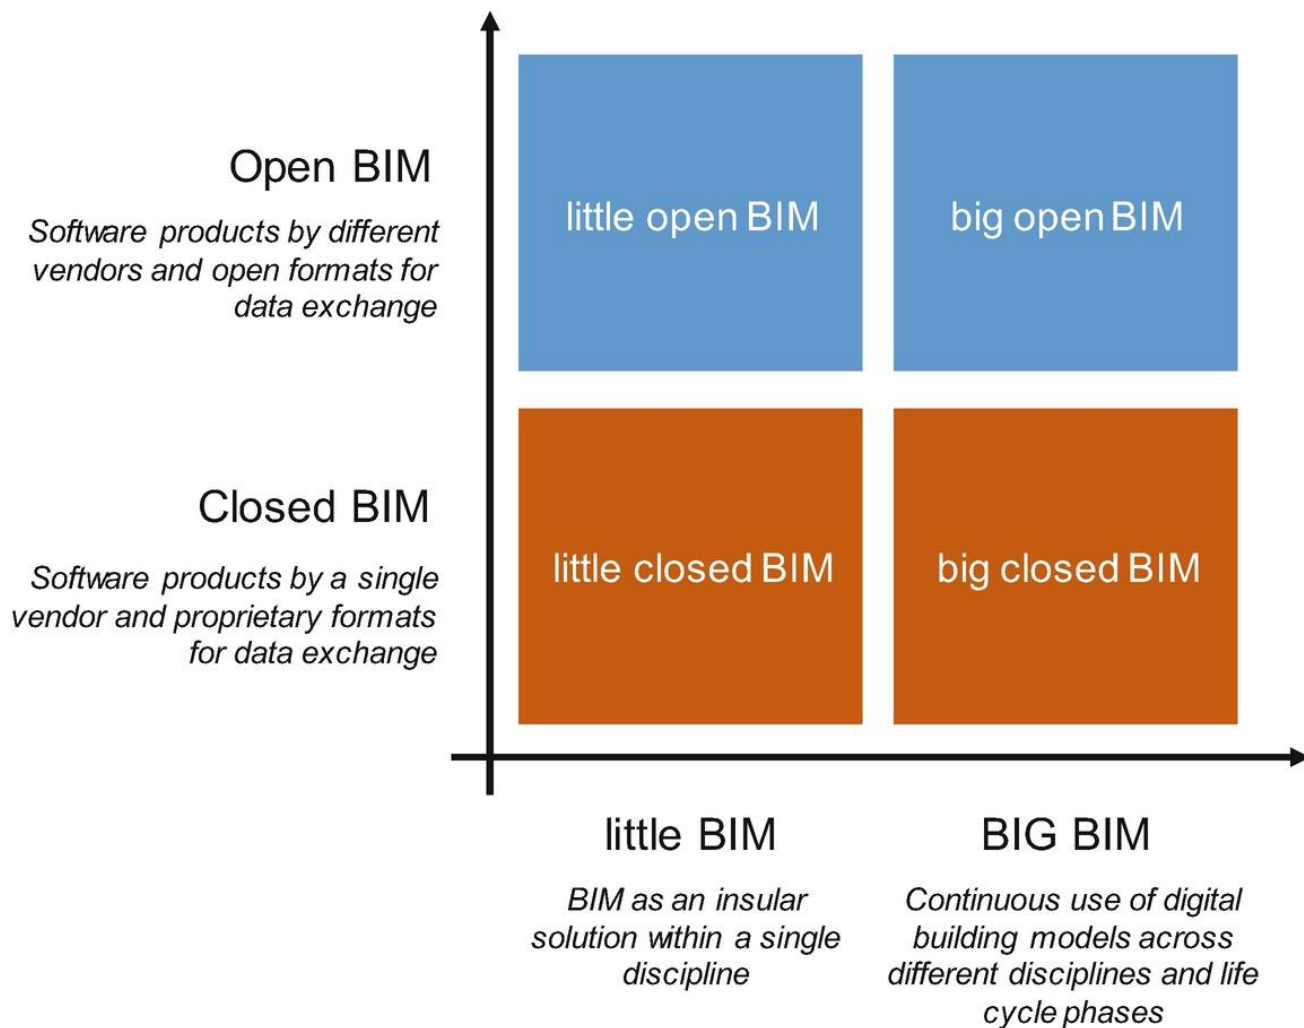 Open BIM
Software products by different
vendors and open formats for
data exchange
little open BIM
big open BIM
Closed BIM
Software products by a single
vendor and proprietary formats
for data exchange
little closed BIM
big closed BIM
little BIM
BIM as an insular
solution within a single
discipline
BIG BIM
Continuous use of digital
building models across
different disciplines and life
cycle phases